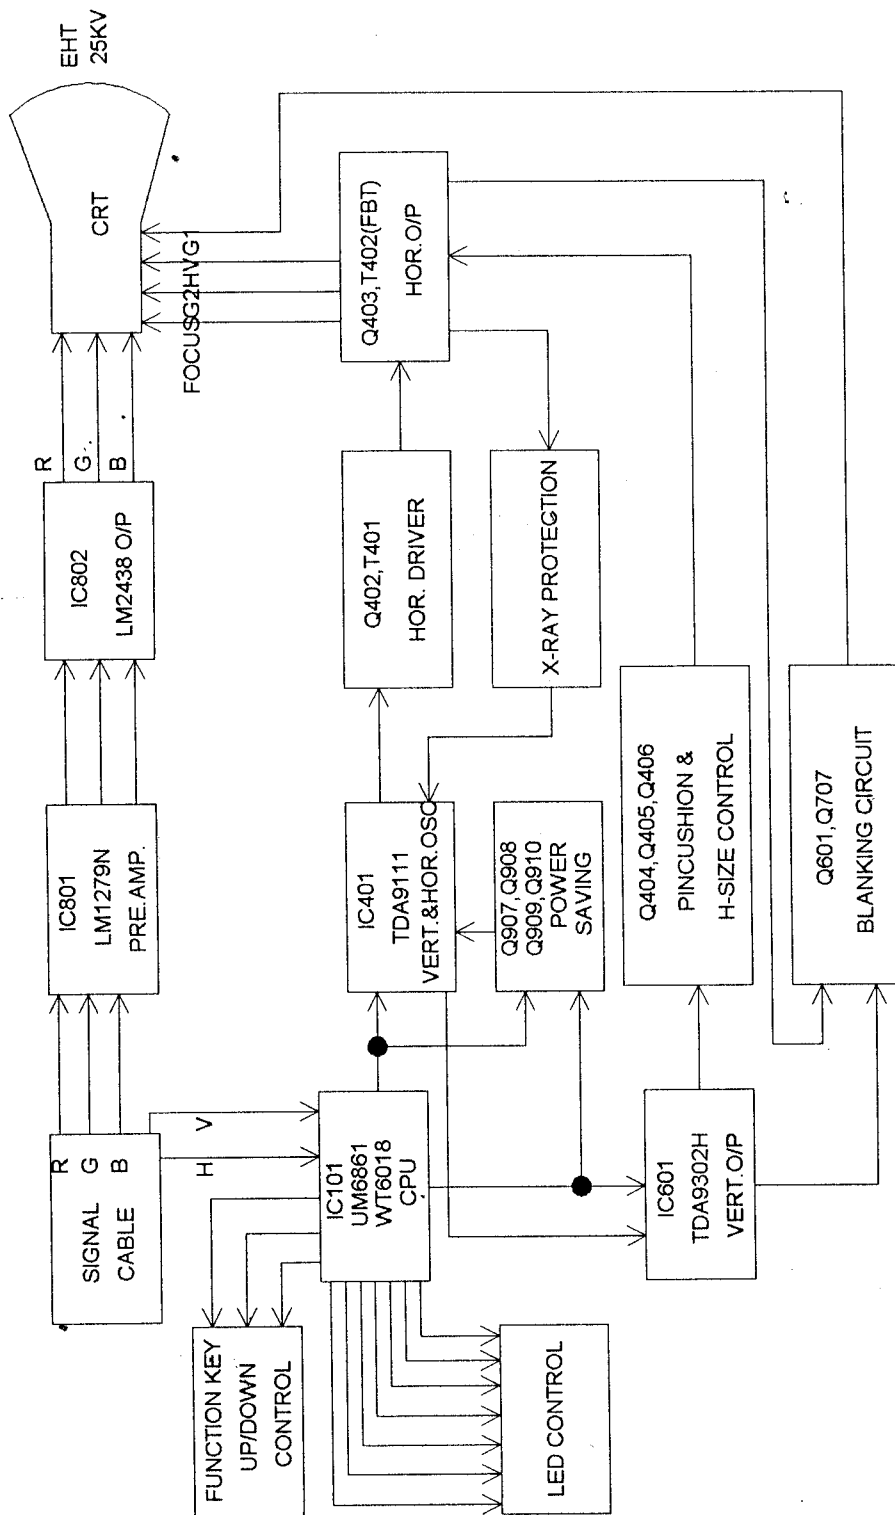 SIGNAL
CABLE
R
G
B
H
V
IC801
LM1279N
PRE.AMP.
IC802
LM2438 O/P
R
G
B
CRT
EHT
25KV
FOCUS
G2
HV
G1
FUNCTION KEY
UP/DOWN
CONTROL
IC101
UM6861
WT6018
CPU
IC401
TDA9111
VERT.&HOR.OSC
Q402,T401
HOR. DRIVER
Q403,T402(FBT)
HOR.O/P
Q907,Q908
Q909,Q910
POWER
SAVING
X-RAY PROTECTION
LED CONTROL
IC601
TDA9302H
VERT.O/P
Q404,Q405,Q406
PINCUSHION &
H-SIZE CONTROL
Q601,Q707
BLANKING CIRCUIT